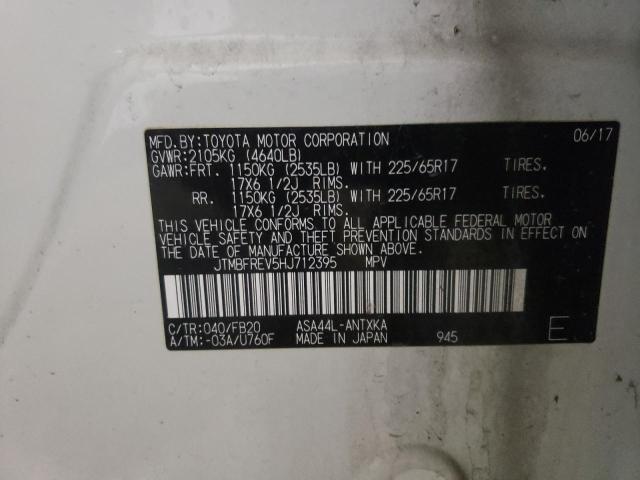 MFD.BY:TOYOTA MOTOR CORPORATION 06/17
GVWR:2105KG (4640LB)
GAWR:FRT. 1150KG (2535LB) WITH 225/65R17 TIRES.
17X6 1/2J RIMS.
RR. 1150KG (2535LB) WITH 225/65R17 TIRES.
17X6 1/2J RIMS.
THIS VEHICLE CONFORMS TO ALL APPLICABLE FEDERAL MOTOR
VEHICLE SAFETY AND THEFT PREVENTION STANDARDS IN EFFECT ON
THE DATE OF MANUFACTURE SHOWN ABOVE.
JTMBFREV5HJ712395 MPV
C/TR:040/FB20 ASA44L-ANTXKA
A/TM:-03A/U760F MADE IN JAPAN 945 E